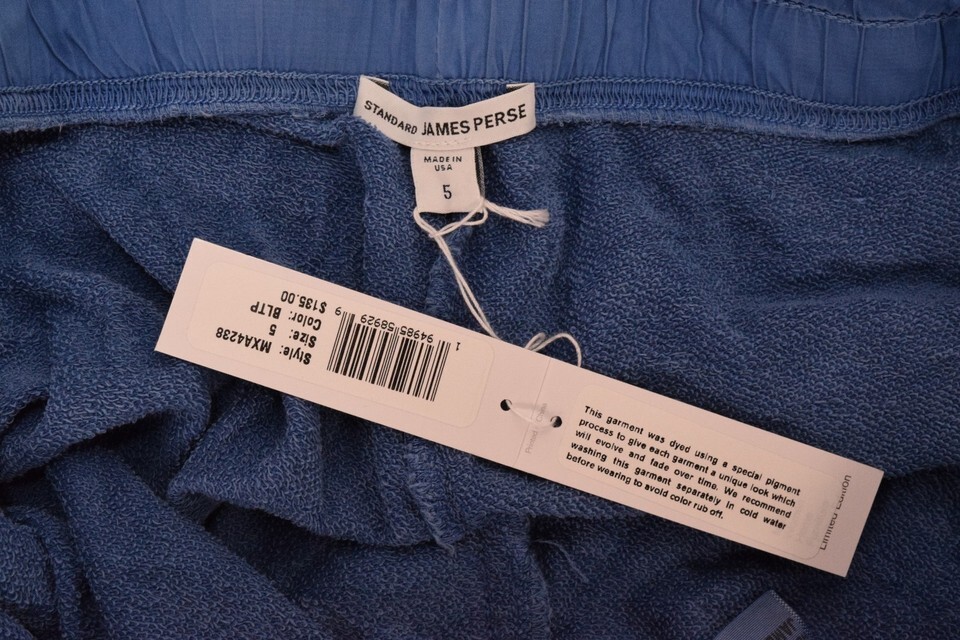 STANDARD JAMES PERSE
MADE IN
USA
5
Style: MXA4238
Size: 5
Color: BLTP
$135.00
1 94985 58929 9
This garment was dyed using a special pigment
process to give each garment a unique look which
will evolve and fade over time. We recommend
washing this garment separately in cold water
before wearing to avoid color rub off.
Limited Edition